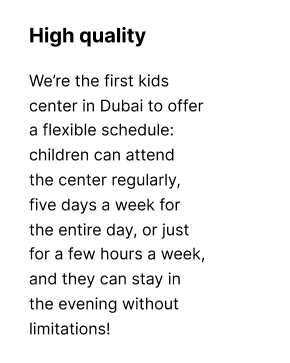 High quality
We’re the first kids
center in Dubai to offer
a flexible schedule:
children can attend
the center regularly,
five days a week for
the entire day, or just
for a few hours a week,
and they can stay in
the evening without
limitations!